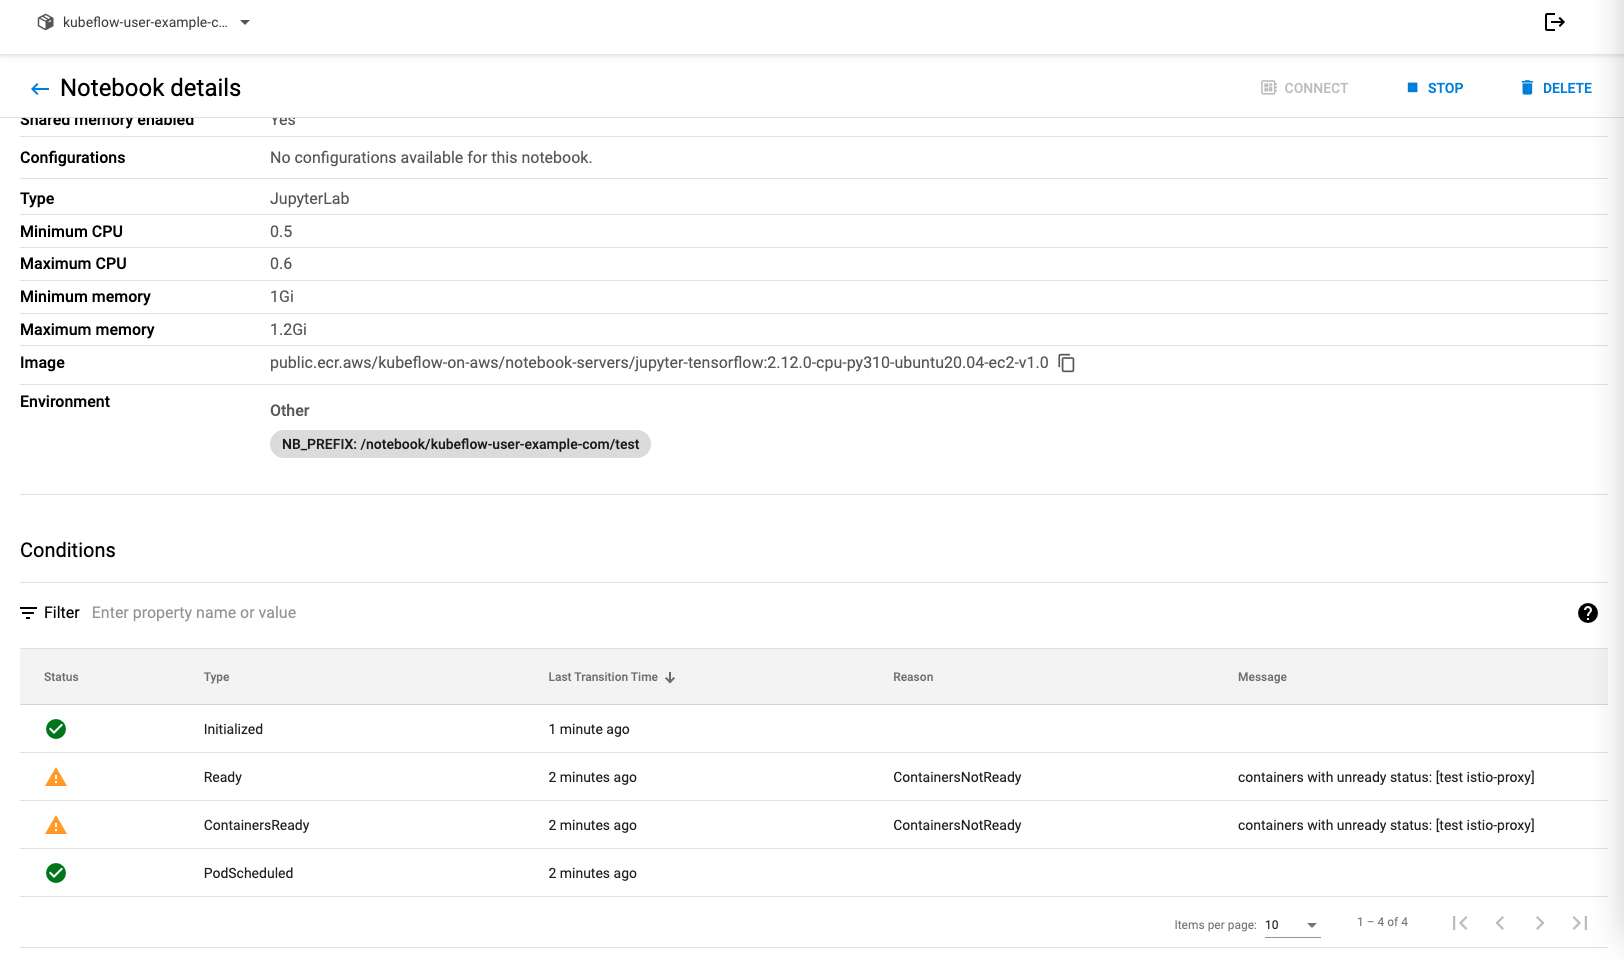 kubeflow-user-example-c...
Notebook details
CONNECT
STOP
DELETE
Shared memory enabled Yes
Configurations No configurations available for this notebook.
Type JupyterLab
Minimum CPU 0.5
Maximum CPU 0.6
Minimum memory 1Gi
Maximum memory 1.2Gi
Image public.ecr.aws/kubeflow-on-aws/notebook-servers/jupyter-tensorflow:2.12.0-cpu-py310-ubuntu20.04-ec2-v1.0
Environment
Other
NB_PREFIX: /notebook/kubeflow-user-example-com/test
Conditions
Filter Enter property name or value
Status Type Last Transition Time Reason Message
Initialized 1 minute ago
Ready 2 minutes ago ContainersNotReady containers with unready status: [test istio-proxy]
ContainersReady 2 minutes ago ContainersNotReady containers with unready status: [test istio-proxy]
PodScheduled 2 minutes ago
Items per page: 10 1 – 4 of 4